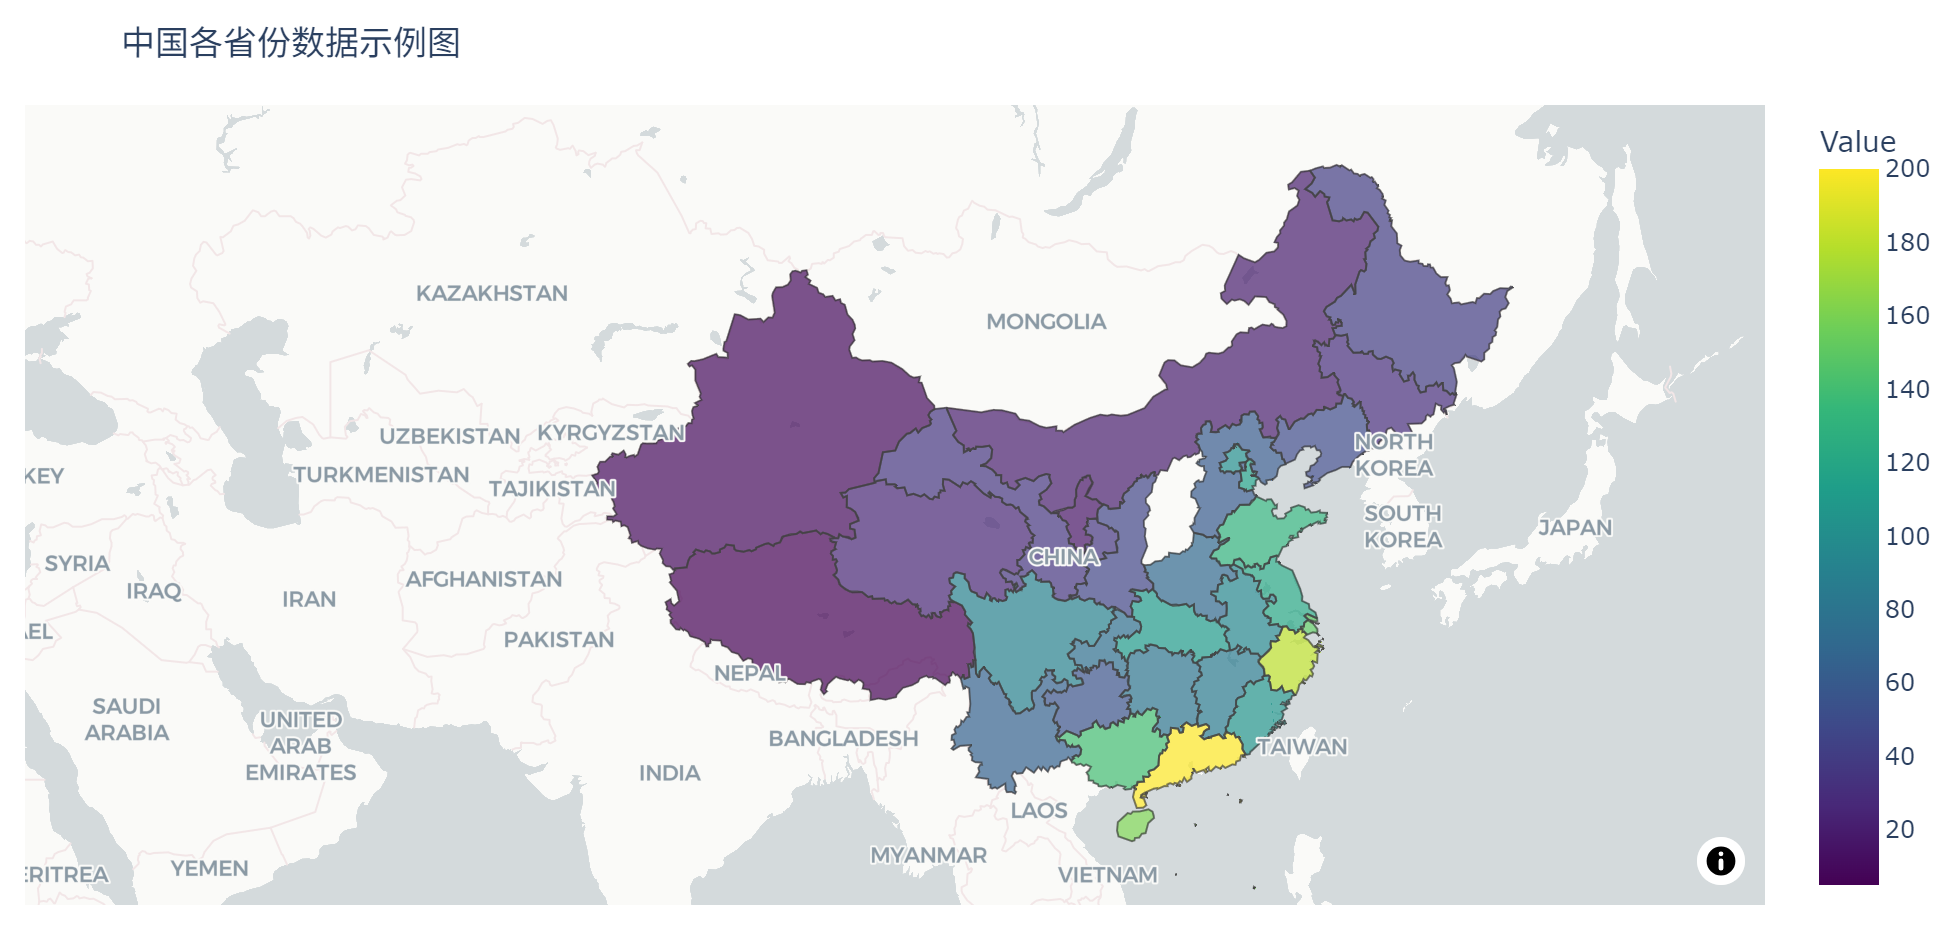 中国各省份数据示例图
Value
200
180
160
140
120
100
80
60
40
20
KAZAKHSTAN
MONGOLIA
UZBEKISTAN
KYRGYZSTAN
NORTH
KOREA
TURKMENISTAN
TAJIKISTAN
KEY
SOUTH
KOREA
JAPAN
CHINA
SYRIA
IRAQ
IRAN
AFGHANISTAN
AEL
PAKISTAN
NEPAL
SAUDI
ARABIA
UNITED
ARAB
EMIRATES
BANGLADESH
TAIWAN
INDIA
LAOS
MYANMAR
VIETNAM
YEMEN
ERITREA